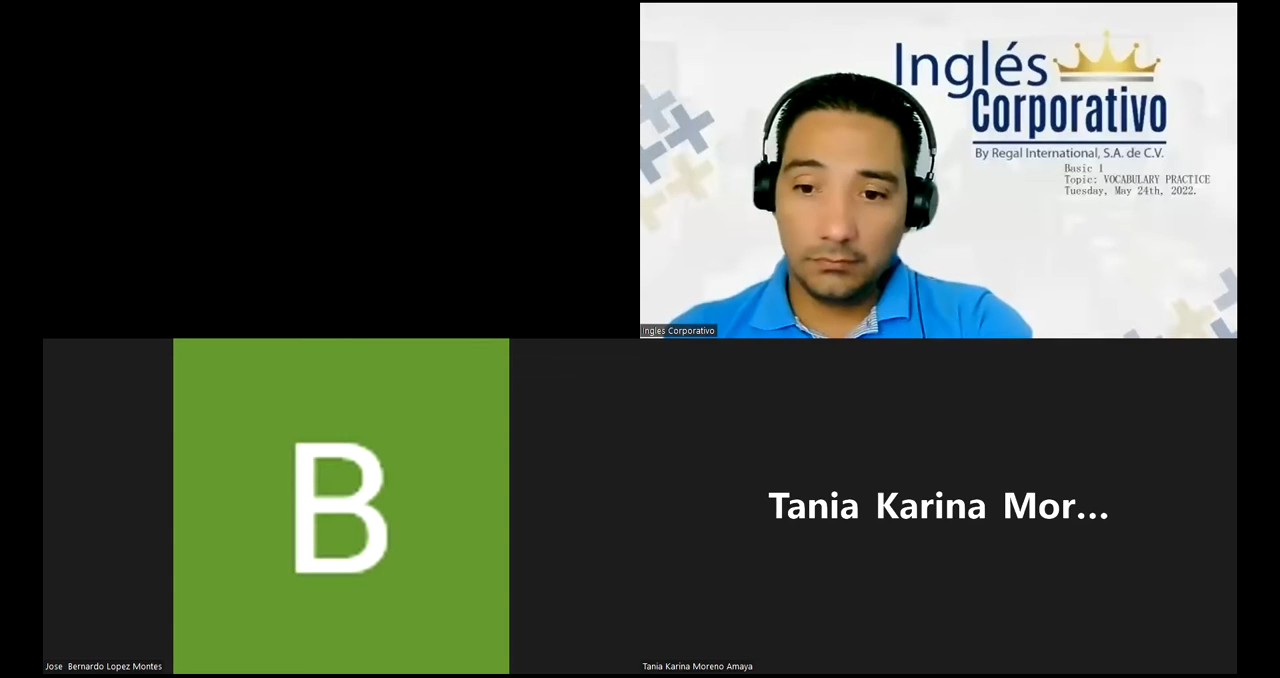 Inglés
Corporativo
By Regal International, S.A. de C.V.
Basic 1
Topic: VOCABULARY PRACTICE
Tuesday, May 24th, 2022.
Ingles Corporativo
B
Tania Karina Mor...
Jose Bernardo Lopez Montes
Tania Karina Moreno Amaya